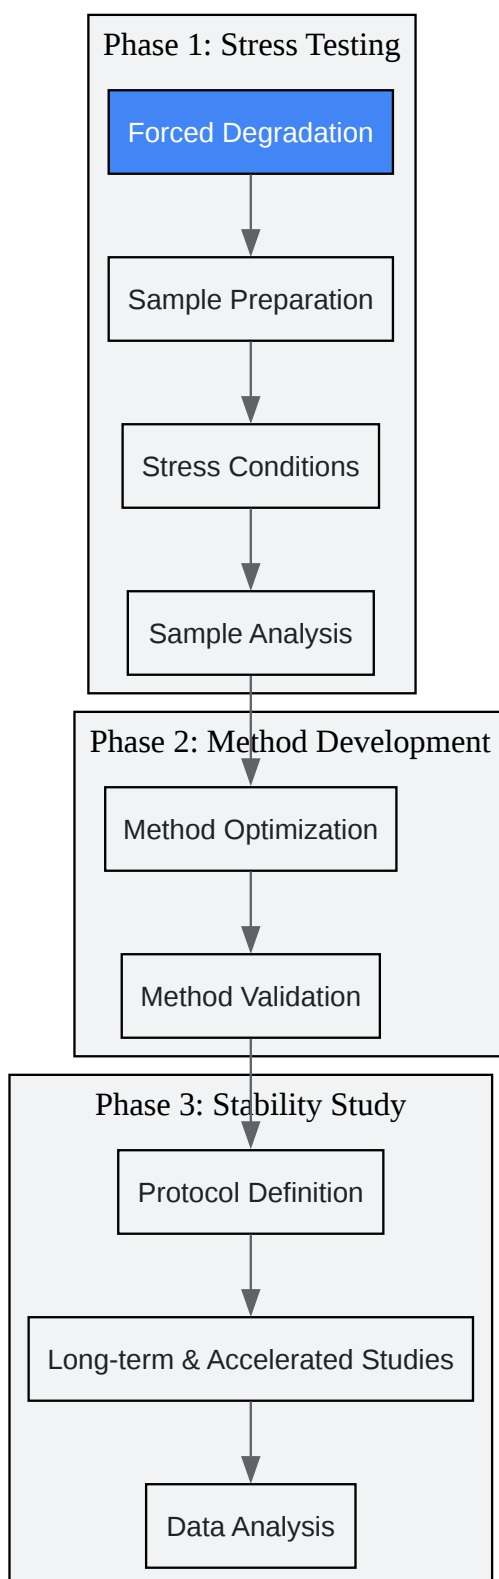 Phase 1: Stress Testing
Forced Degradation
Sample Preparation
Stress Conditions
Sample Analysis
Phase 2: Method Development
Method Optimization
Method Validation
Phase 3: Stability Study
Protocol Definition
Long-term & Accelerated Studies
Data Analysis